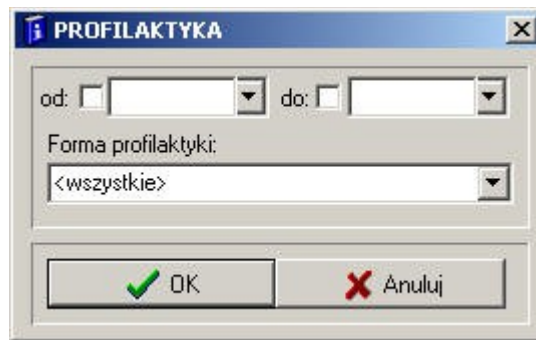 PROFILAKTYKA
od: do:
Forma profilaktyki:
<wszystkie>
OK Anuluj